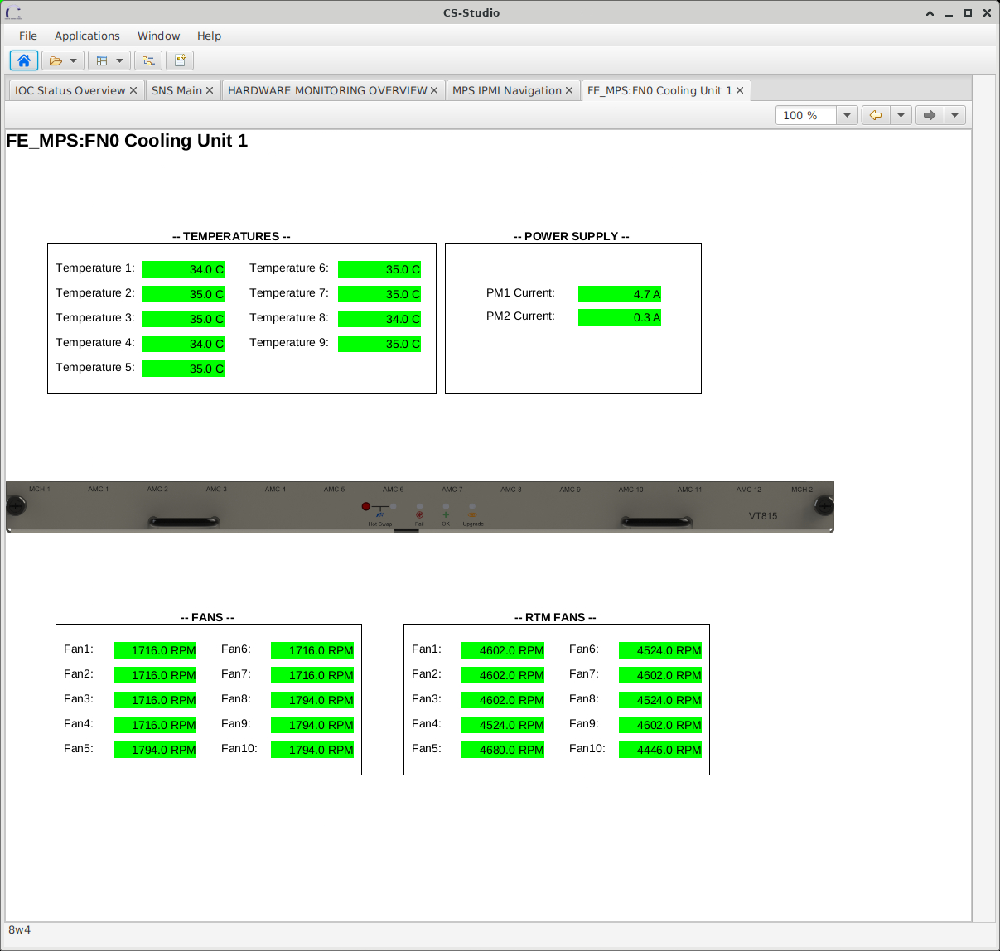 CS-Studio
File Applications Window Help
IOC Status Overview SNS Main HARDWARE MONITORING OVERVIEW MPS IPMI Navigation FE_MPS:FN0 Cooling Unit 1
100 %
FE_MPS:FN0 Cooling Unit 1
-- TEMPERATURES --
Temperature 1: 34.0 C Temperature 6: 35.0 C
Temperature 2: 35.0 C Temperature 7: 35.0 C
Temperature 3: 35.0 C Temperature 8: 34.0 C
Temperature 4: 34.0 C Temperature 9: 35.0 C
Temperature 5: 35.0 C
-- POWER SUPPLY --
PM1 Current: 4.7 A
PM2 Current: 0.3 A
MCH 1 AMC 1 AMC 2 AMC 3 AMC 4 AMC 5 AMC 6 AMC 7 AMC 8 AMC 9 AMC 10 AMC 11 AMC 12 MCH 2
Hot Swap Fail OK Upgrade
VT815
-- FANS --
Fan1: 1716.0 RPM Fan6: 1716.0 RPM
Fan2: 1716.0 RPM Fan7: 1716.0 RPM
Fan3: 1716.0 RPM Fan8: 1794.0 RPM
Fan4: 1716.0 RPM Fan9: 1794.0 RPM
Fan5: 1794.0 RPM Fan10: 1794.0 RPM
-- RTM FANS --
Fan1: 4602.0 RPM Fan6: 4524.0 RPM
Fan2: 4602.0 RPM Fan7: 4602.0 RPM
Fan3: 4602.0 RPM Fan8: 4524.0 RPM
Fan4: 4524.0 RPM Fan9: 4602.0 RPM
Fan5: 4680.0 RPM Fan10: 4446.0 RPM
8w4